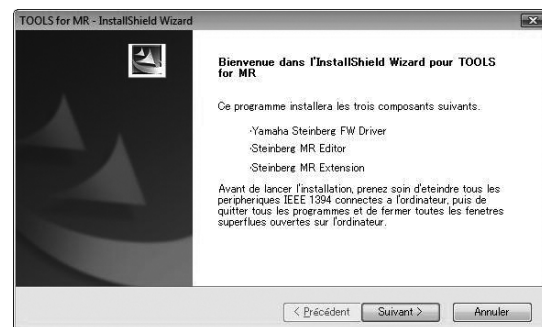 TOOLS for MR - InstallShield Wizard
Bienvenue dans l'InstallShield Wizard pour TOOLS
for MR
Ce programme installera les trois composants suivants.
·Yamaha Steinberg FW Driver
·Steinberg MR Editor
·Steinberg MR Extension
Avant de lancer l'installation, prenez soin d'eteindre tous les
peripheriques IEEE 1394 connectes a l'ordinateur, puis de
quitter tous les programmes et de fermer toutes les fenetres
superflues ouvertes sur l'ordinateur.
< Précédent Suivant > Annuler